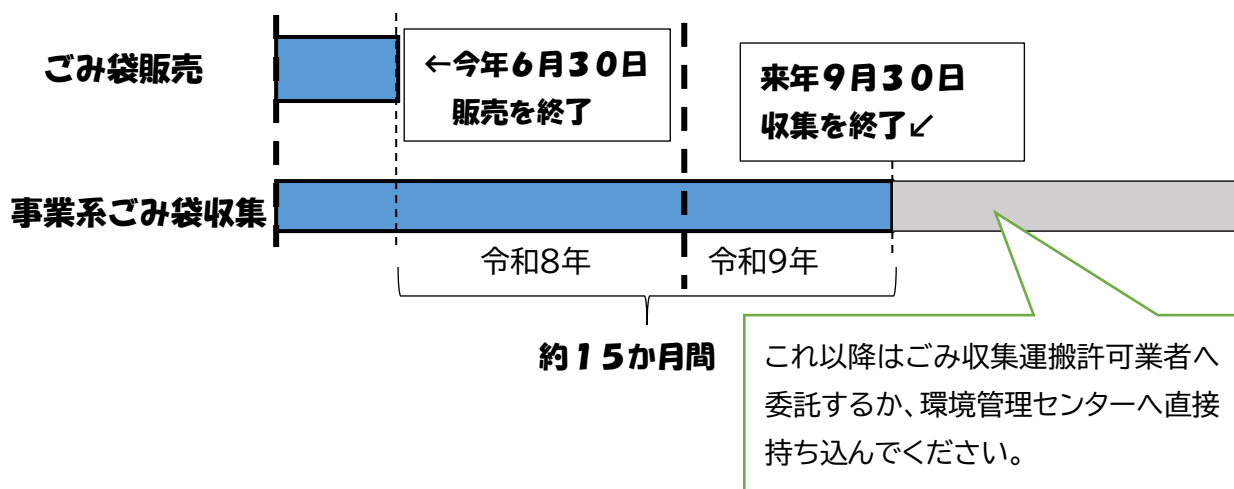 ごみ袋販売
←今年6月30日
販売を終了
来年9月30日
収集を終了↙
事業系ごみ袋収集
令和8年
令和9年
約15か月間
これ以降はごみ収集運搬許可業者へ
委託するか、環境管理センターへ直接
持ち込んでください。